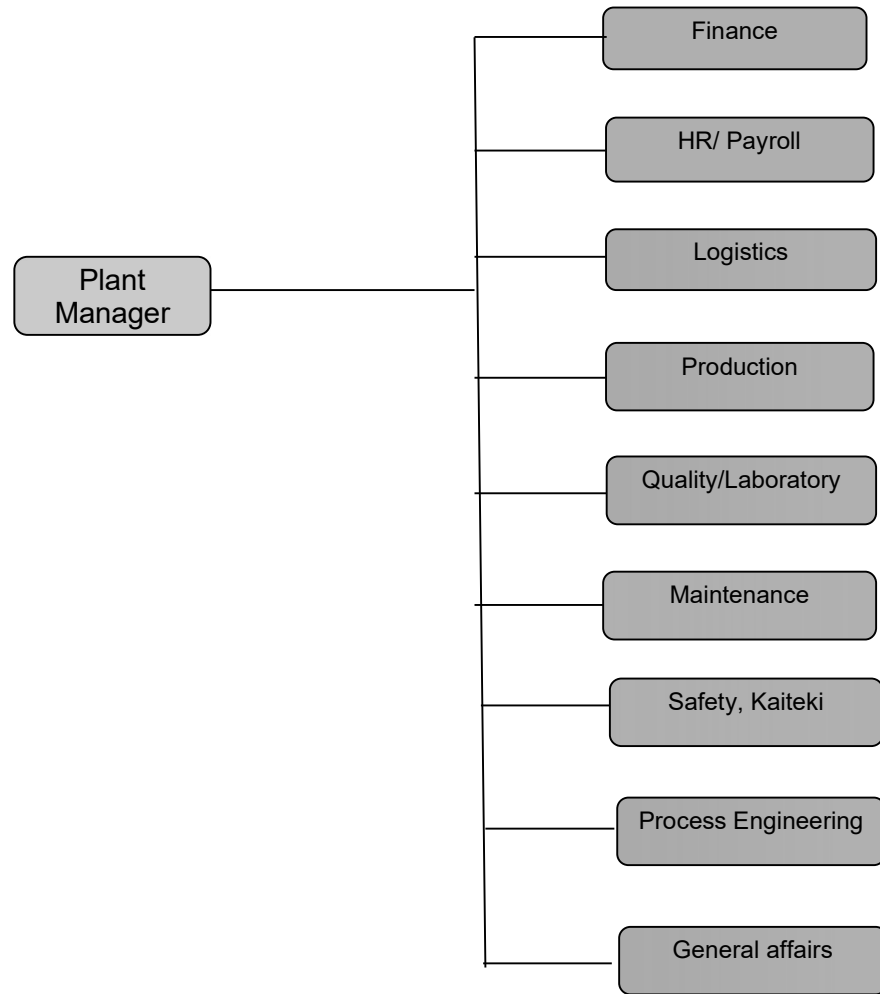 Finance
HR/ Payroll
Logistics
Plant
Manager
Production
Quality/Laboratory
Maintenance
Safety, Kaiteki
Process Engineering
General affairs